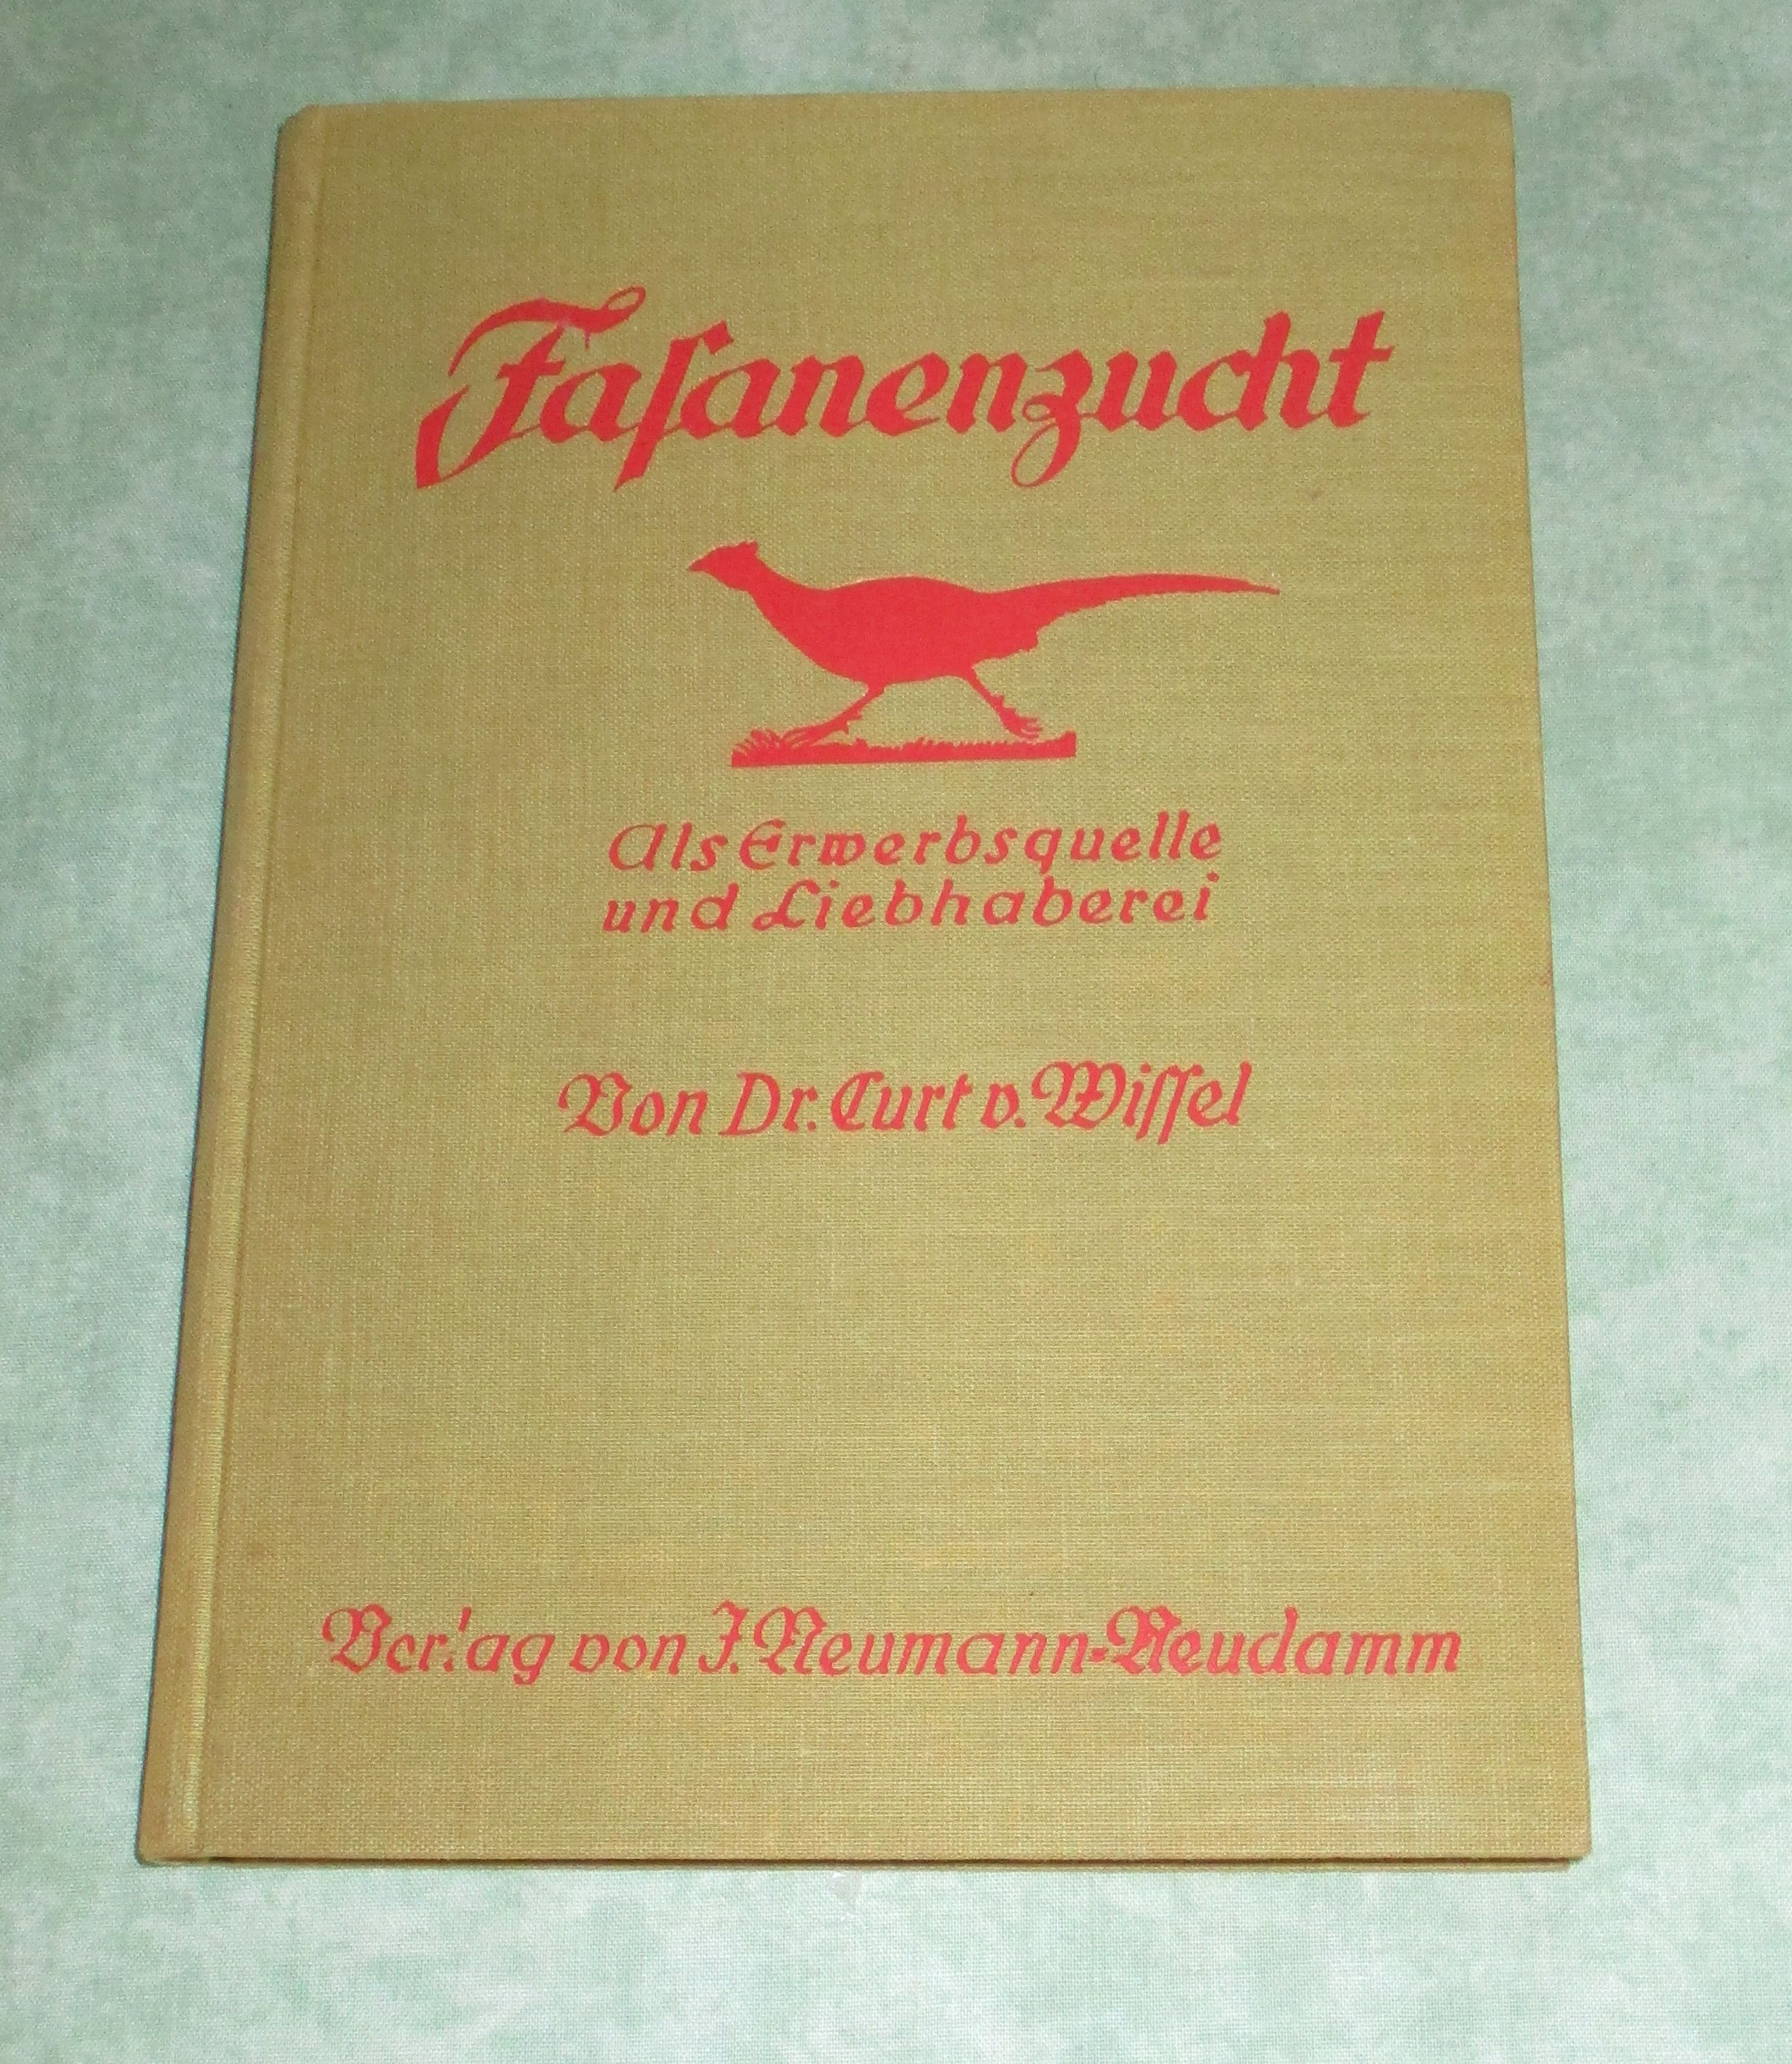 Faſanenzucht
Als Erwerbsquelle
und Liebhaberei
Von Dr. Curt v. Wiſſel
Verlag von J. Neumann-Neudamm